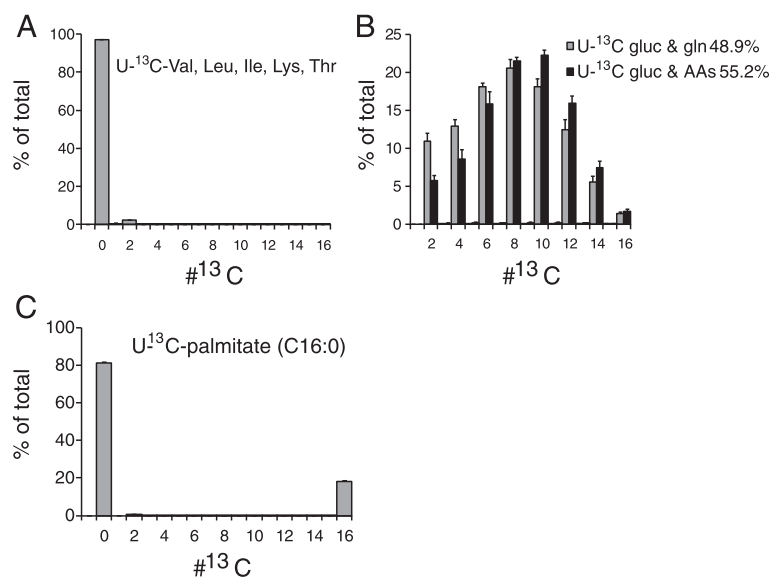 A
U-¹³C-Val, Leu, Ile, Lys, Thr
% of total
100
80
60
40
20
0
0 2 4 6 8 10 12 14 16
#¹³C
B
U-¹³C gluc & gln 48.9%
U-¹³C gluc & AAs 55.2%
% of total
25
20
15
10
5
0
2 4 6 8 10 12 14 16
#¹³C
C
U-¹³C-palmitate (C16:0)
% of total
100
80
60
40
20
0
0 2 4 6 8 10 12 14 16
#¹³C